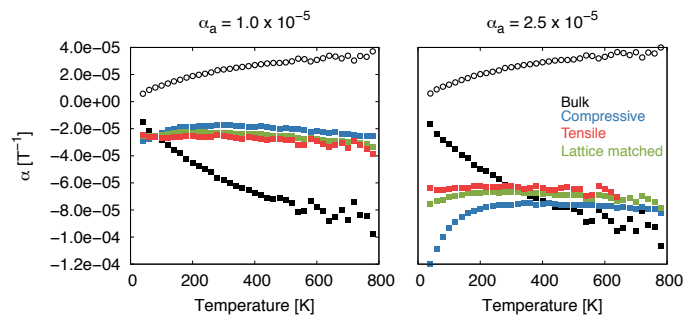 αₐ = 1.0 x 10⁻⁵
αₐ = 2.5 x 10⁻⁵
α [T⁻¹]
4.0e−05
2.0e−05
0.0e+00
−2.0e−05
−4.0e−05
−6.0e−05
−8.0e−05
−1.0e−04
−1.2e−04
Bulk
Compressive
Tensile
Lattice matched
0 200 400 600 800
200 400 600 800
Temperature [K]
Temperature [K]